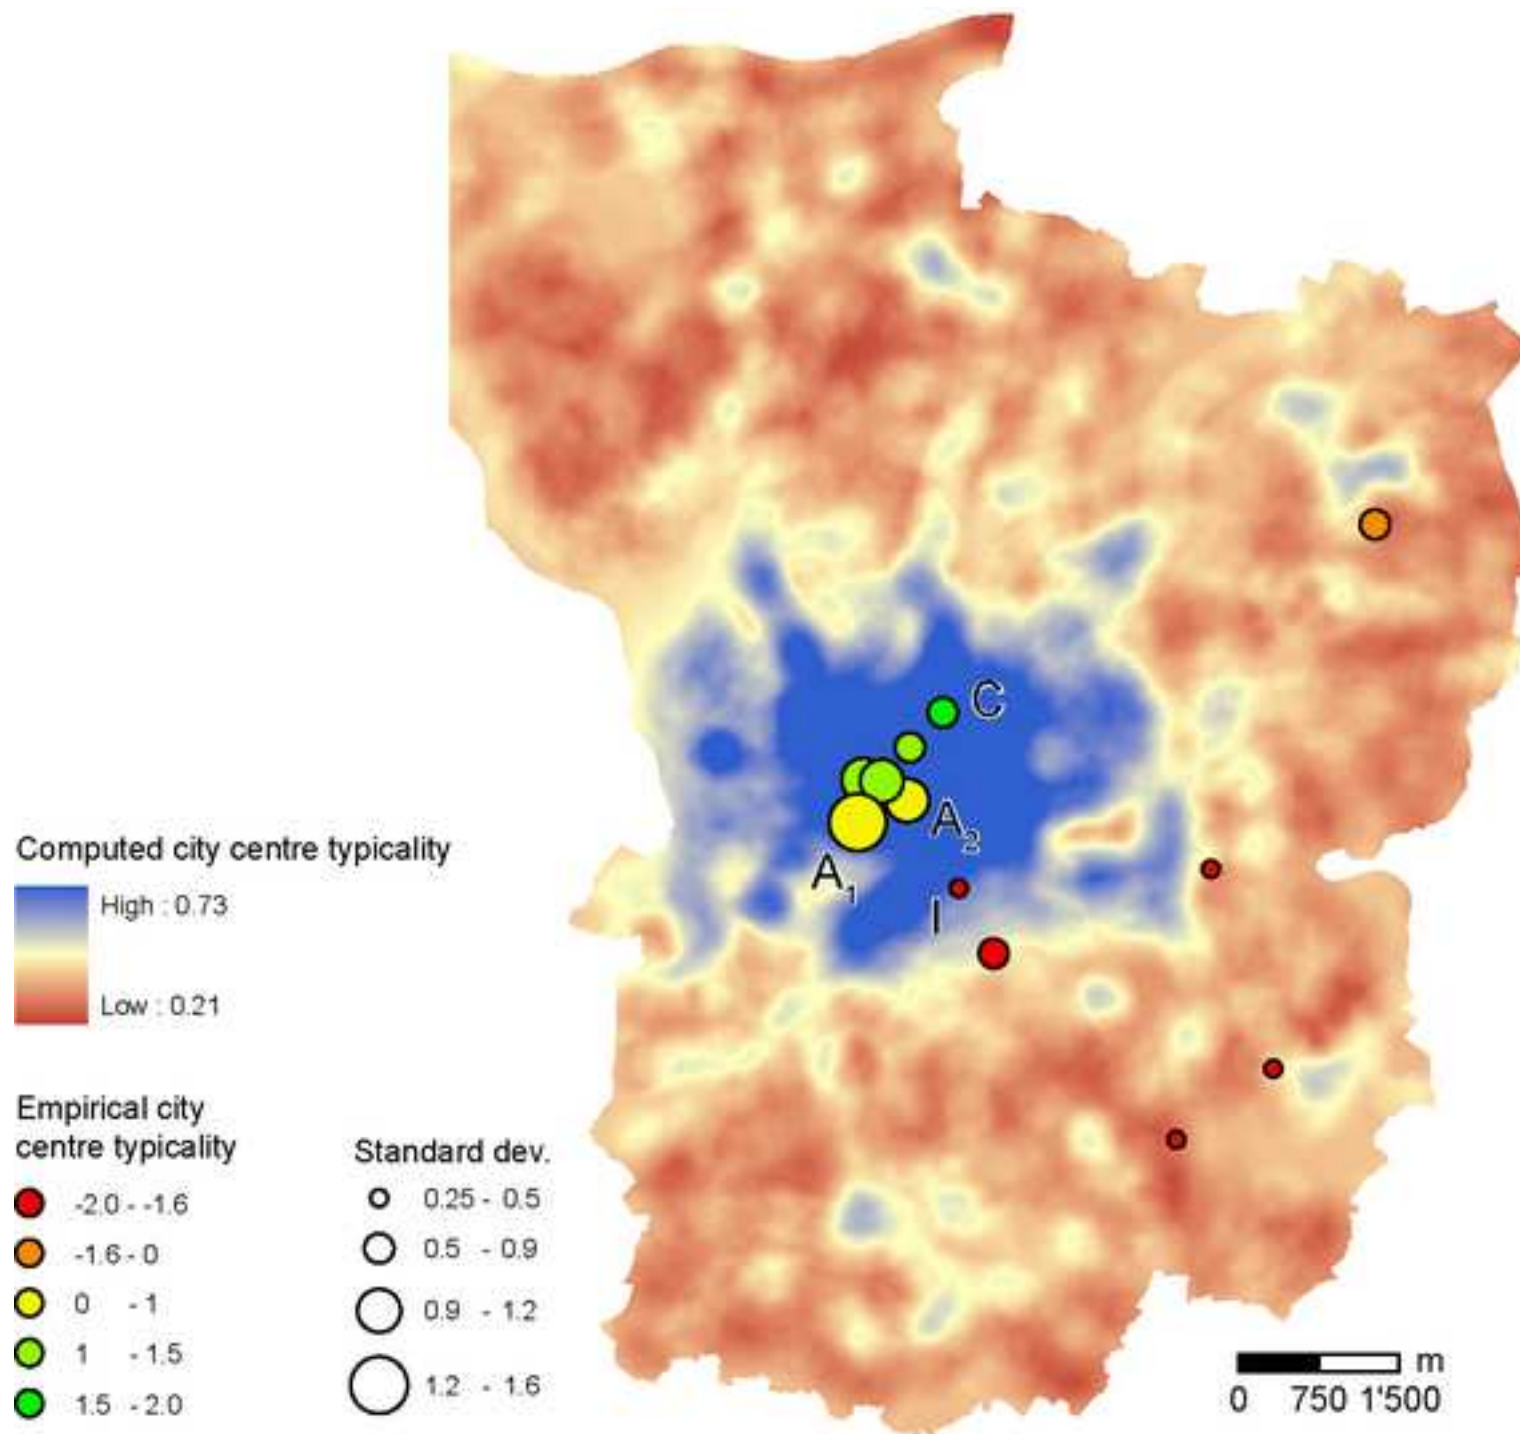 C
A2
A1
I
Computed city centre typicality
High : 0.73
Low : 0.21
Empirical city
centre typicality
-2.0 - -1.6
-1.6 - 0
0 - 1
1 - 1.5
1.5 - 2.0
Standard dev.
0.25 - 0.5
0.5 - 0.9
0.9 - 1.2
1.2 - 1.6
m
0 750 1'500